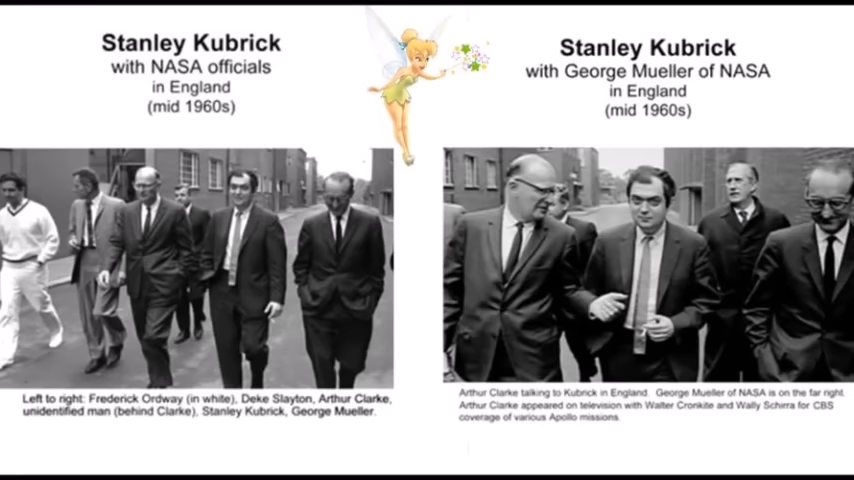 Stanley Kubrick
with NASA officials
in England
(mid 1960s)
Left to right: Frederick Ordway (in white), Deke Slayton, Arthur Clarke,
unidentified man (behind Clarke), Stanley Kubrick, George Mueller.
Stanley Kubrick
with George Mueller of NASA
in England
(mid 1960s)
Arthur Clarke talking to Kubrick in England. George Mueller of NASA is on the far right.
Arthur Clarke appeared on television with Walter Cronkite and Wally Schirra for CBS
coverage of various Apollo missions.